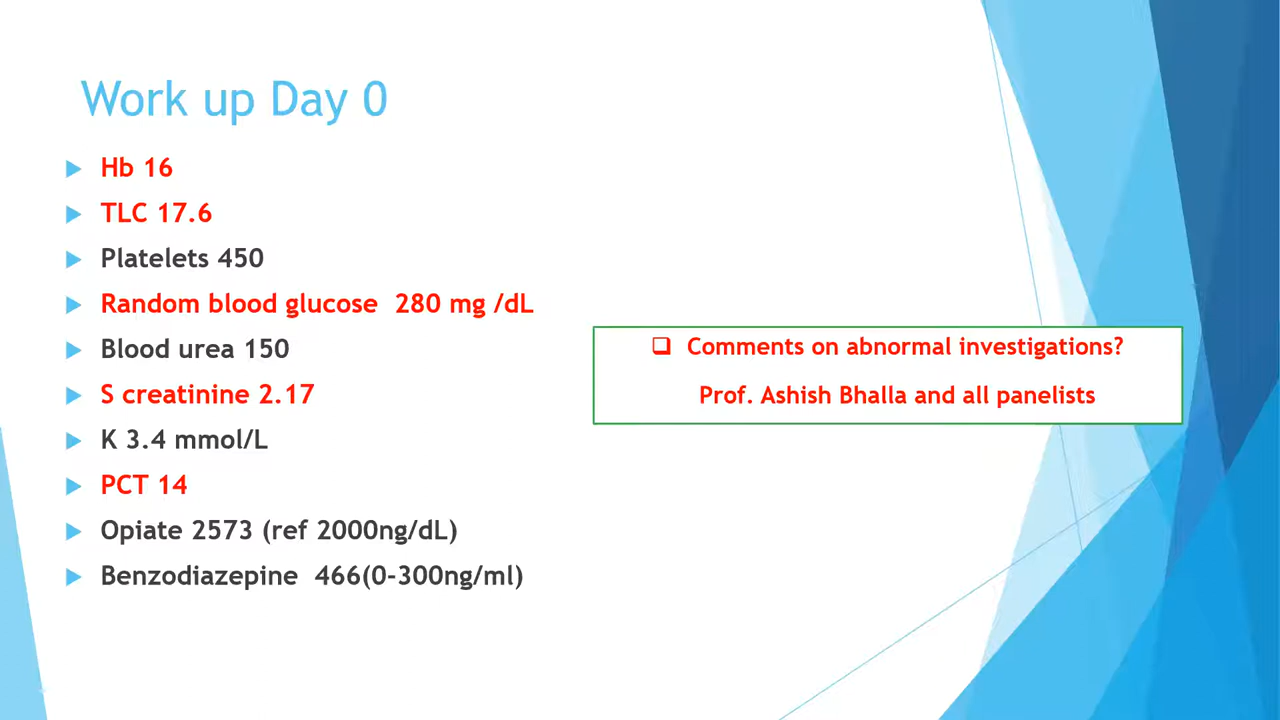 Work up Day 0
Hb 16
TLC 17.6
Platelets 450
Random blood glucose 280 mg /dL
Blood urea 150
S creatinine 2.17
K 3.4 mmol/L
PCT 14
Opiate 2573 (ref 2000ng/dL)
Benzodiazepine 466(0-300ng/ml)
Comments on abnormal investigations?
Prof. Ashish Bhalla and all panelists